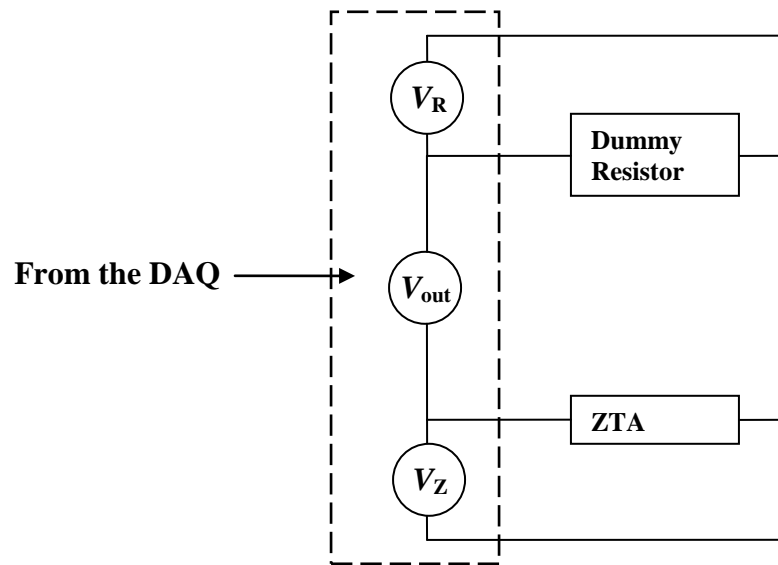 VR
Dummy
Resistor
From the DAQ
Vout
ZTA
VZ